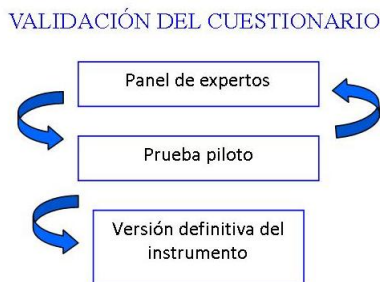 VALIDACIÓN DEL CUESTIONARIO
Panel de expertos
Prueba piloto
Versión definitiva del
instrumento